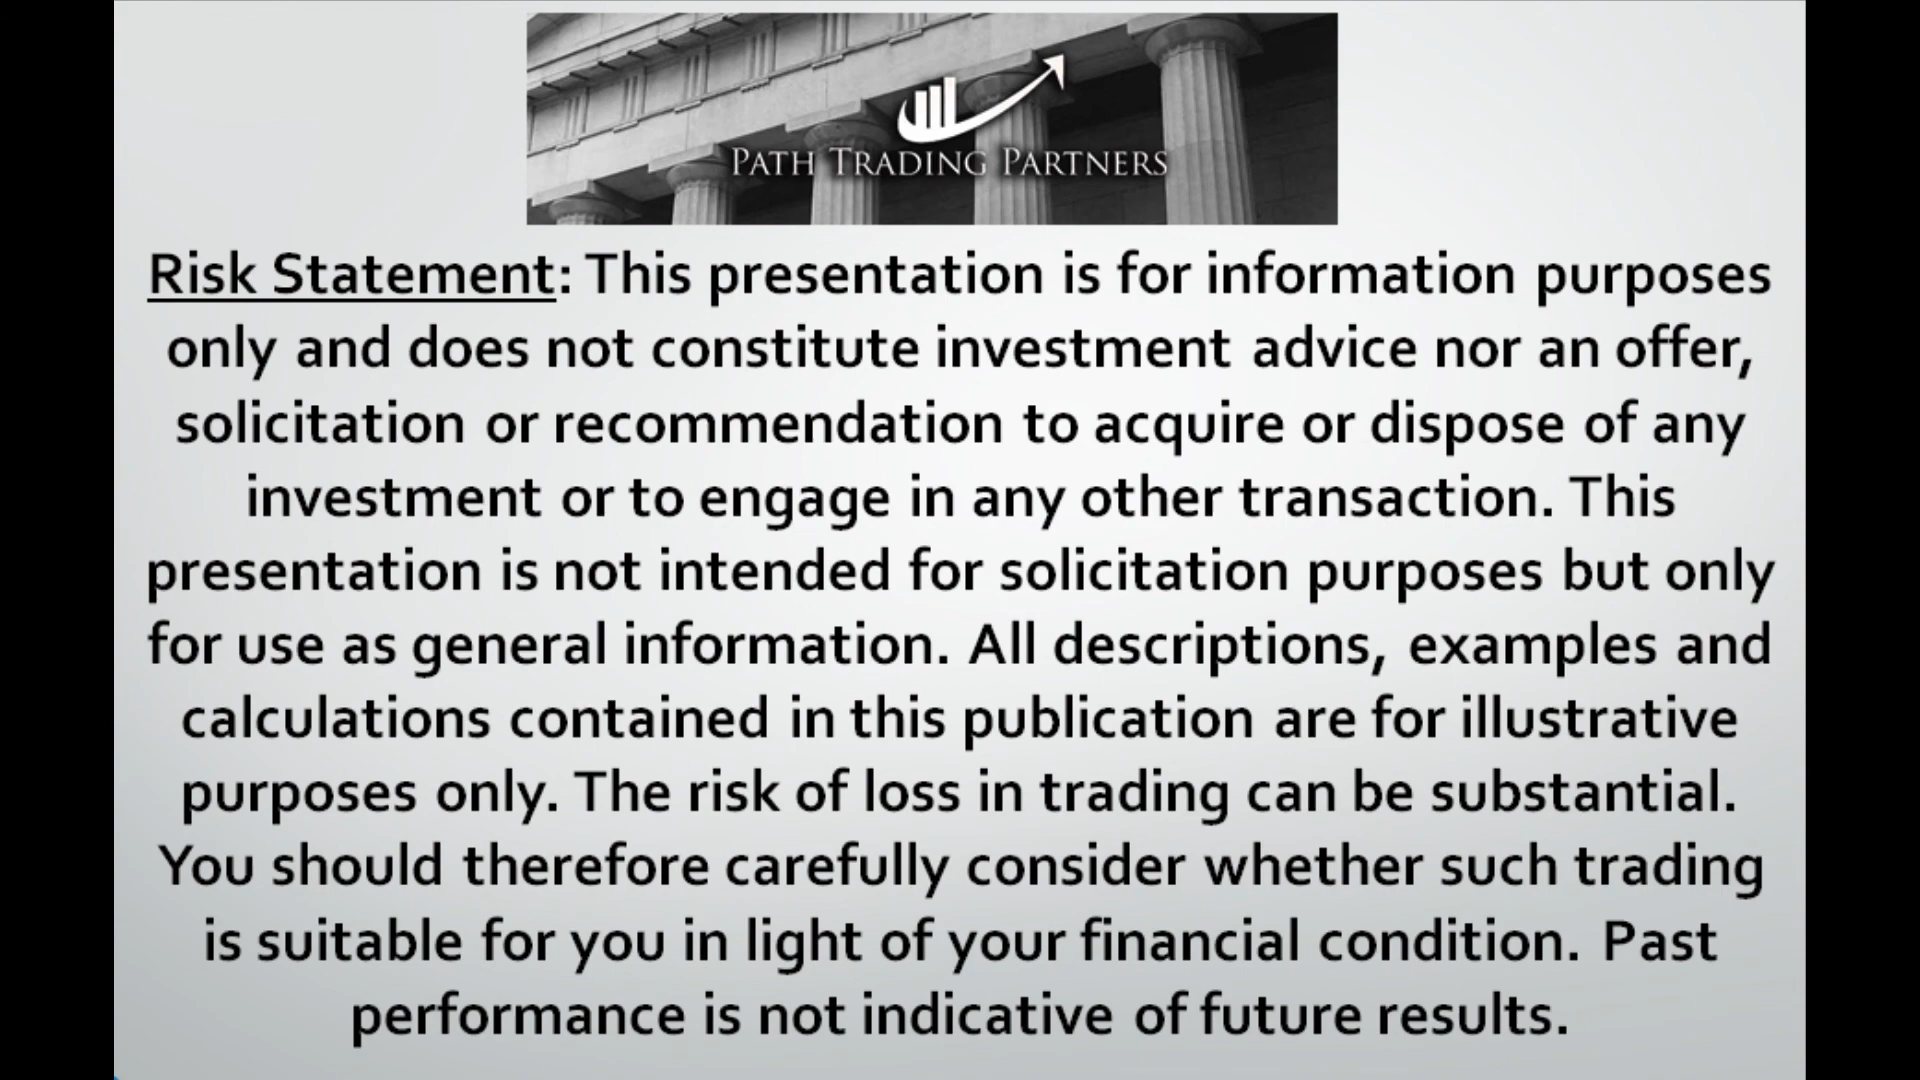 PATH TRADING PARTNERS
Risk Statement: This presentation is for information purposes
only and does not constitute investment advice nor an offer,
solicitation or recommendation to acquire or dispose of any
investment or to engage in any other transaction. This
presentation is not intended for solicitation purposes but only
for use as general information. All descriptions, examples and
calculations contained in this publication are for illustrative
purposes only. The risk of loss in trading can be substantial.
You should therefore carefully consider whether such trading
is suitable for you in light of your financial condition. Past
performance is not indicative of future results.